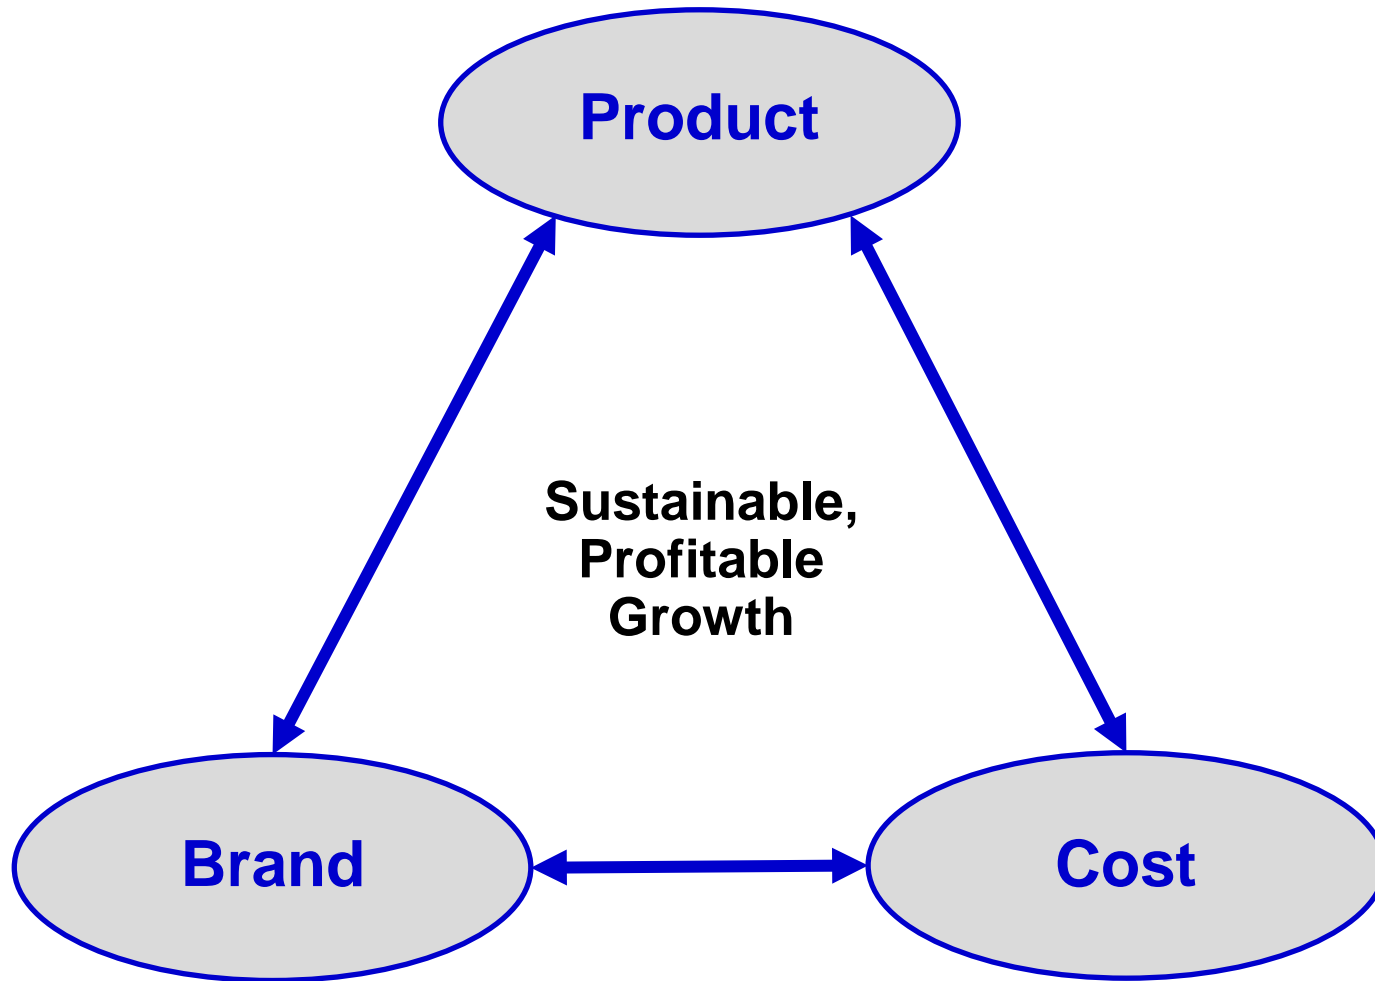 Product
Sustainable,
Profitable
Growth
Brand
Cost